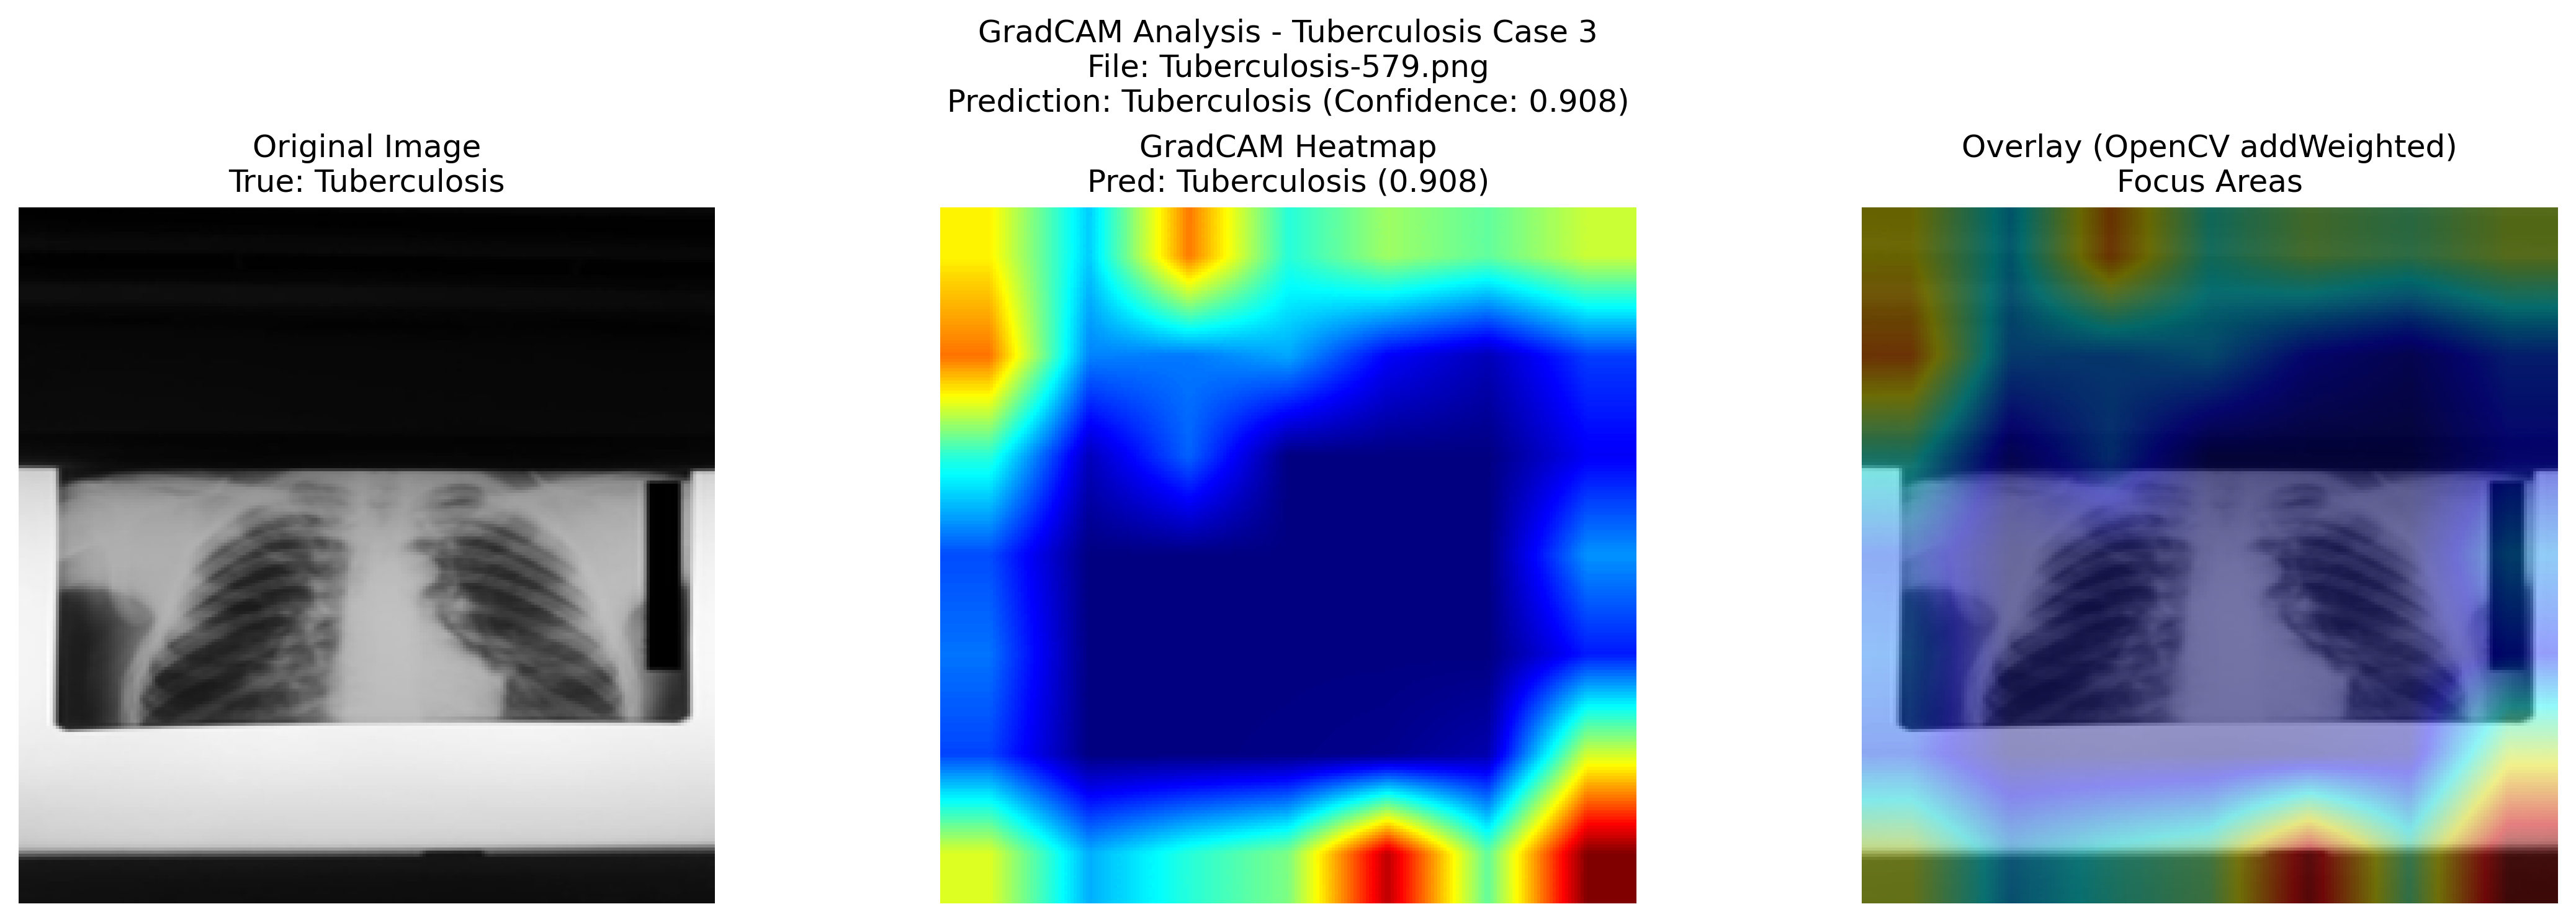 GradCAM Analysis - Tuberculosis Case 3
File: Tuberculosis-579.png
Prediction: Tuberculosis (Confidence: 0.908)
Original Image
True: Tuberculosis
GradCAM Heatmap
Pred: Tuberculosis (0.908)
Overlay (OpenCV addWeighted)
Focus Areas